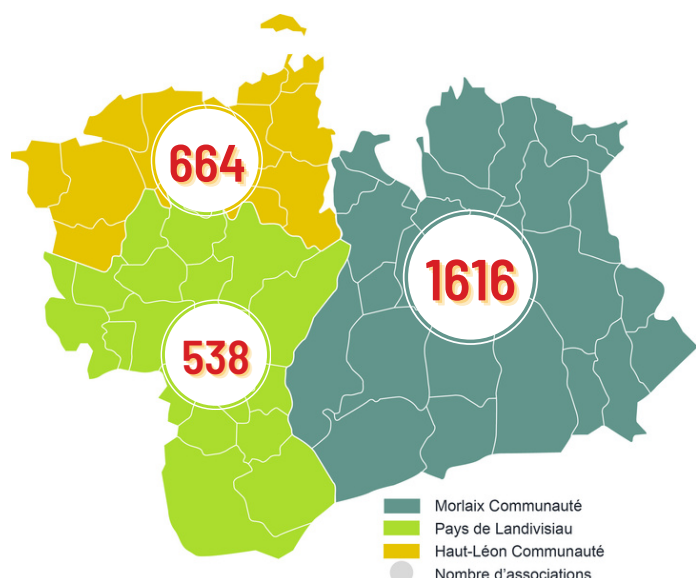 664
1616
538
Morlaix Communauté
Pays de Landivisiau
Haut-Léon Communauté
Nombre d'associations